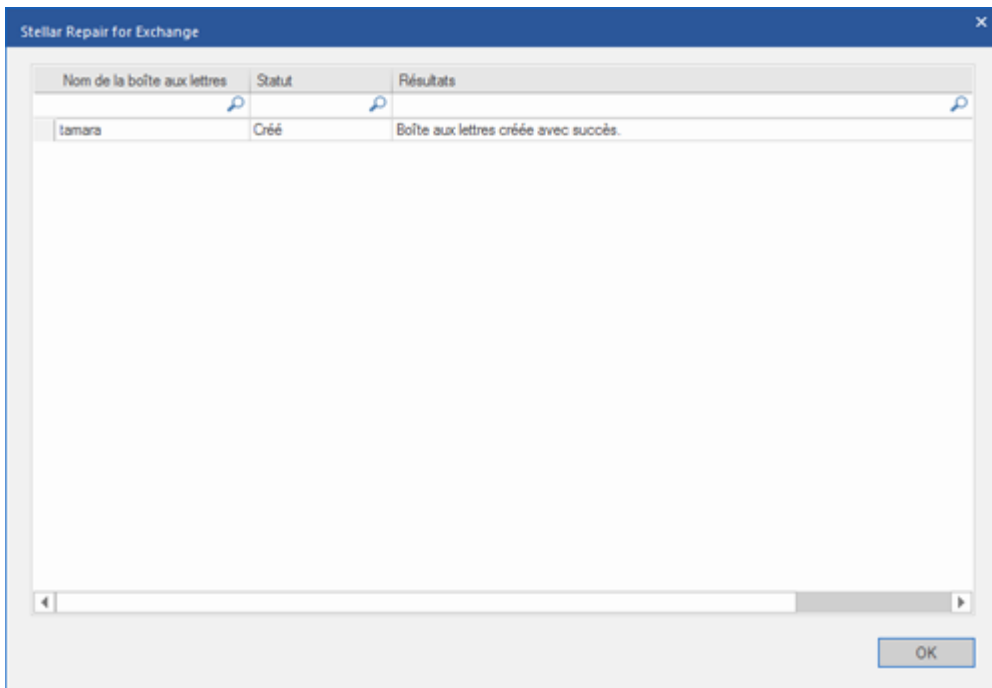 Stellar Repair for Exchange
Nom de la boîte aux lettres Statut Résultats
tamara Créé Boîte aux lettres créée avec succès.
OK